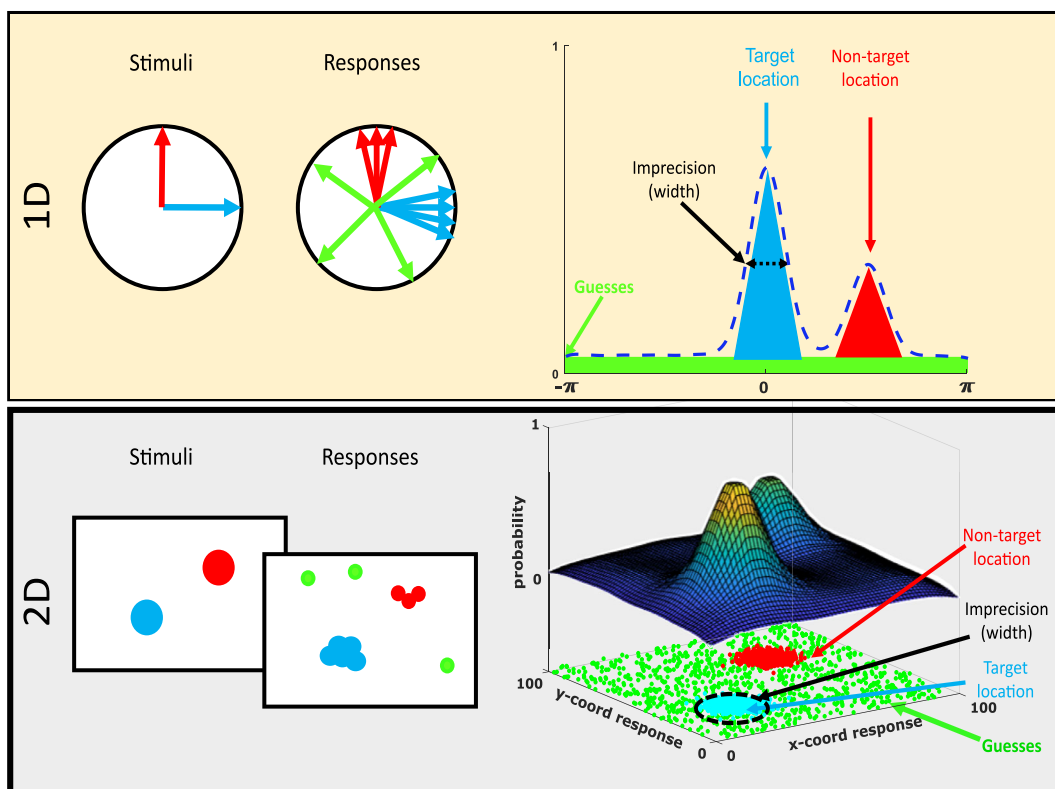 1D
Stimuli
Responses
1
Target
location
Non-target
location
Imprecision
(width)
Guesses
0
-π
0
π
2D
Stimuli
Responses
1
probability
0
Non-target
location
Imprecision
(width)
Target
location
100
y-coord response
0
0
x-coord response
100
Guesses